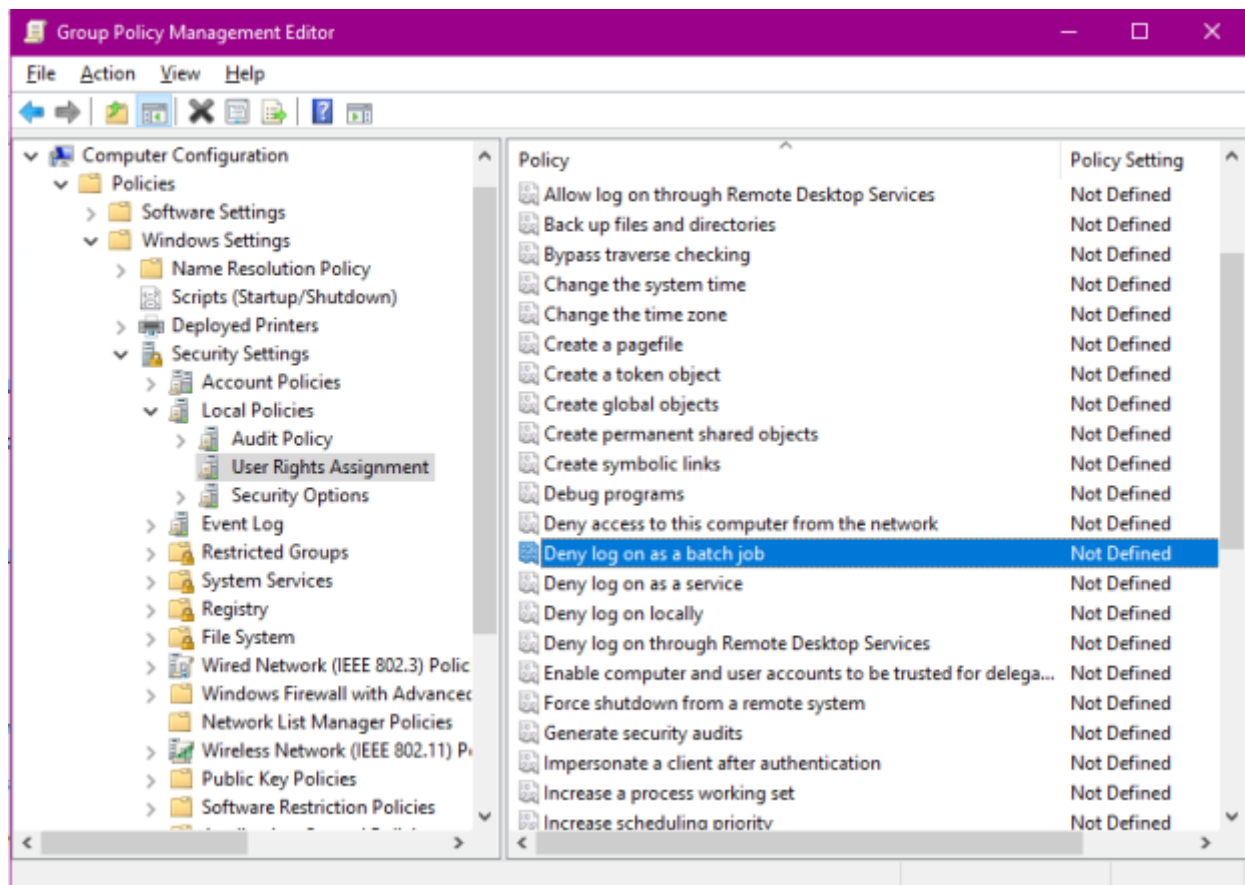 Group Policy Management Editor
File Action View Help
Computer Configuration
Policies
Software Settings
Windows Settings
Name Resolution Policy
Scripts (Startup/Shutdown)
Deployed Printers
Security Settings
Account Policies
Local Policies
Audit Policy
User Rights Assignment
Security Options
Event Log
Restricted Groups
System Services
Registry
File System
Wired Network (IEEE 802.3) Polic
Windows Firewall with Advanced
Network List Manager Policies
Wireless Network (IEEE 802.11) P
Public Key Policies
Software Restriction Policies
Policy Policy Setting
Allow log on through Remote Desktop Services Not Defined
Back up files and directories Not Defined
Bypass traverse checking Not Defined
Change the system time Not Defined
Change the time zone Not Defined
Create a pagefile Not Defined
Create a token object Not Defined
Create global objects Not Defined
Create permanent shared objects Not Defined
Create symbolic links Not Defined
Debug programs Not Defined
Deny access to this computer from the network Not Defined
Deny log on as a batch job Not Defined
Deny log on as a service Not Defined
Deny log on locally Not Defined
Deny log on through Remote Desktop Services Not Defined
Enable computer and user accounts to be trusted for delega... Not Defined
Force shutdown from a remote system Not Defined
Generate security audits Not Defined
Impersonate a client after authentication Not Defined
Increase a process working set Not Defined
Increase scheduling priority Not Defined